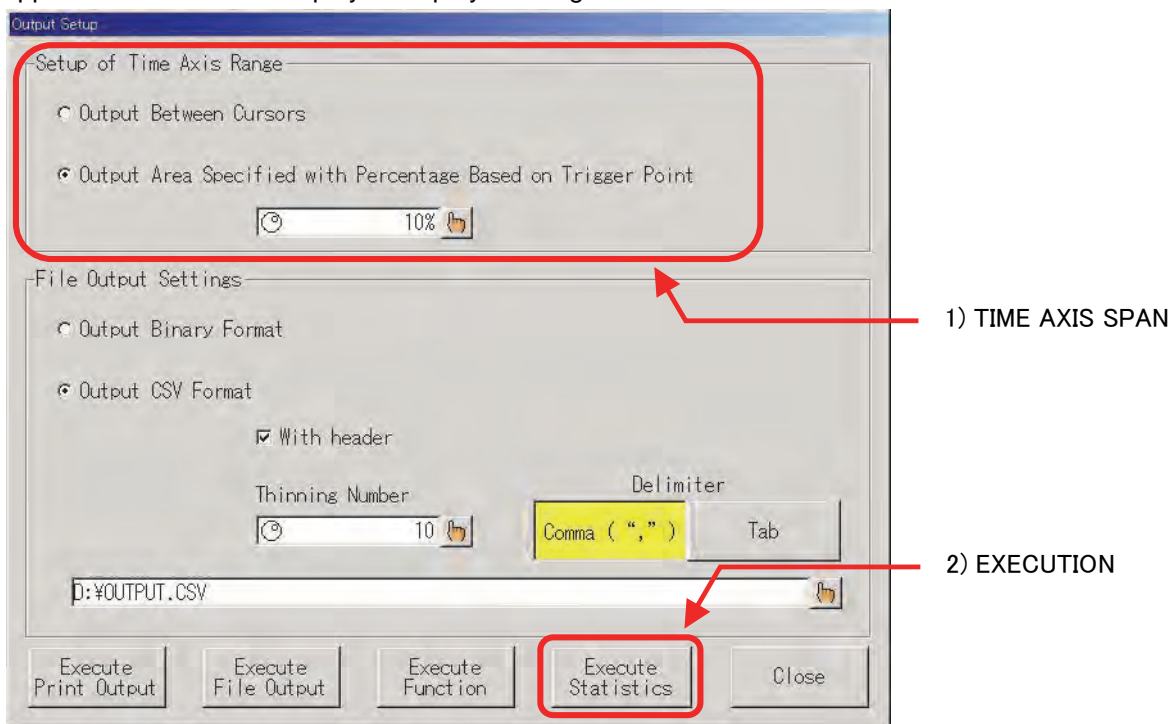 Output Setup
Setup of Time Axis Range
Output Between Cursors
Output Area Specified with Percentage Based on Trigger Point
10%
File Output Settings
1) TIME AXIS SPAN
Output Binary Format
Output CSV Format
With header
Thinning Number
Delimiter
10
Comma ( “,” )
Tab
2) EXECUTION
D:¥OUTPUT.CSV
Execute
Print Output
Execute
File Output
Execute
Function
Execute
Statistics
Close